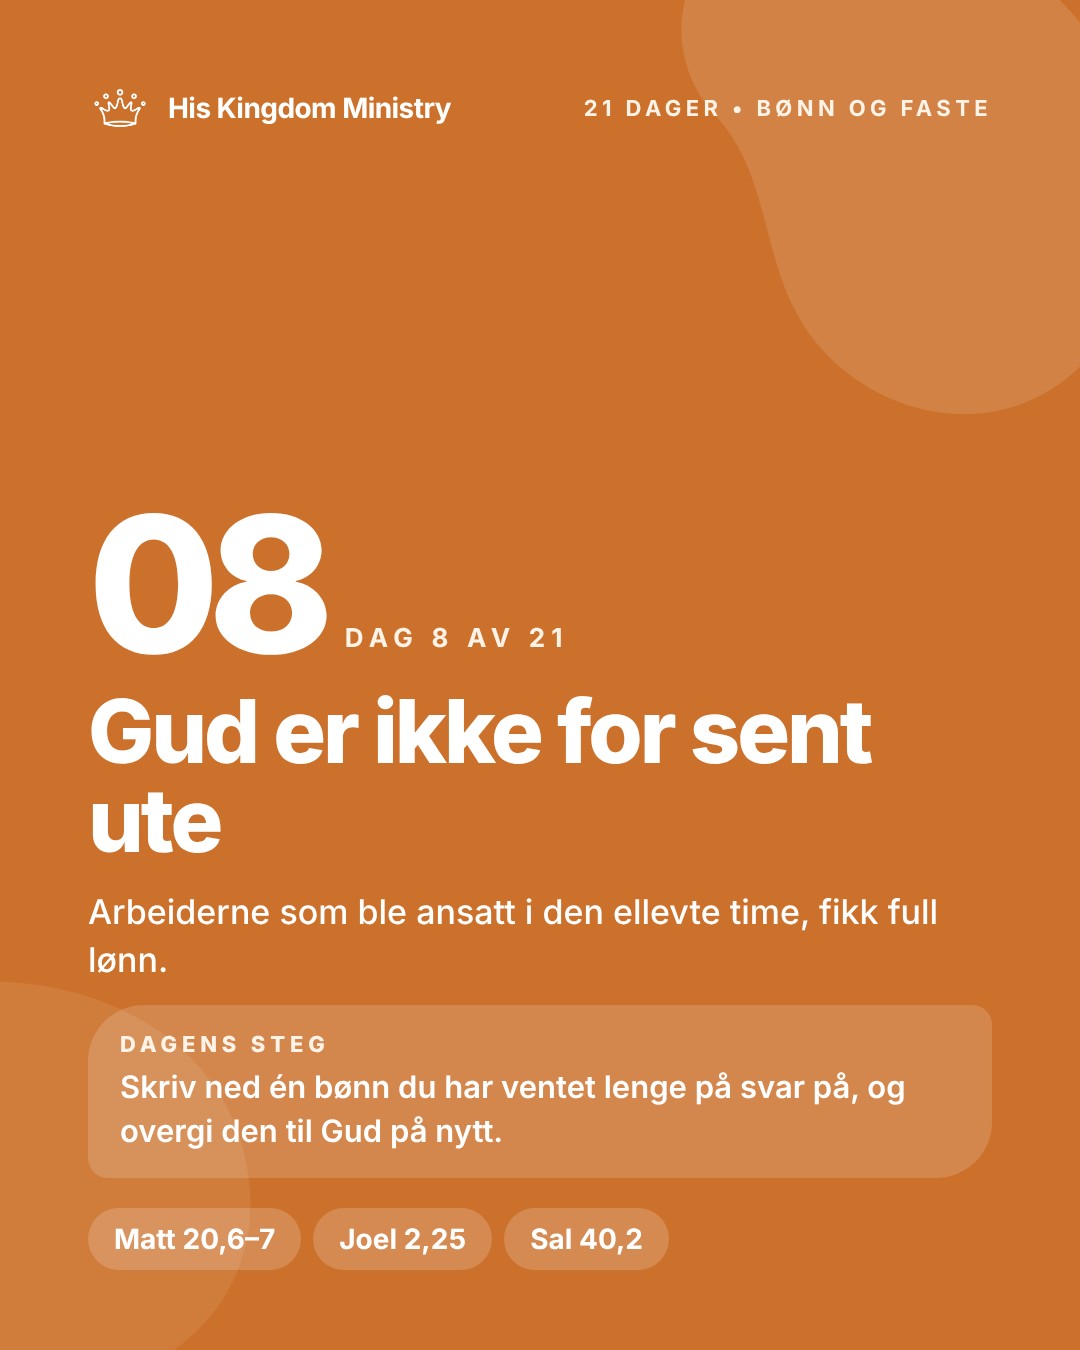 His Kingdom Ministry
21 DAGER • BØNN OG FASTE
08
DAG 8 AV 21
Gud er ikke for sent
ute
Arbeiderne som ble ansatt i den ellevte time, fikk full
lønn.
DAGENS STEG
Skriv ned én bønn du har ventet lenge på svar på, og
overgi den til Gud på nytt.
Matt 20,6–7
Joel 2,25
Sal 40,2